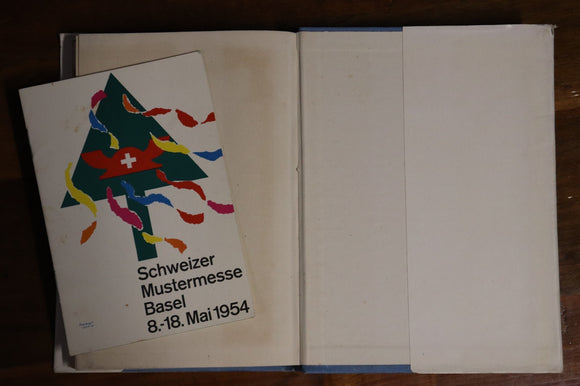 Schweizer
Mustermesse
Basel
8.-18. Mai 1954